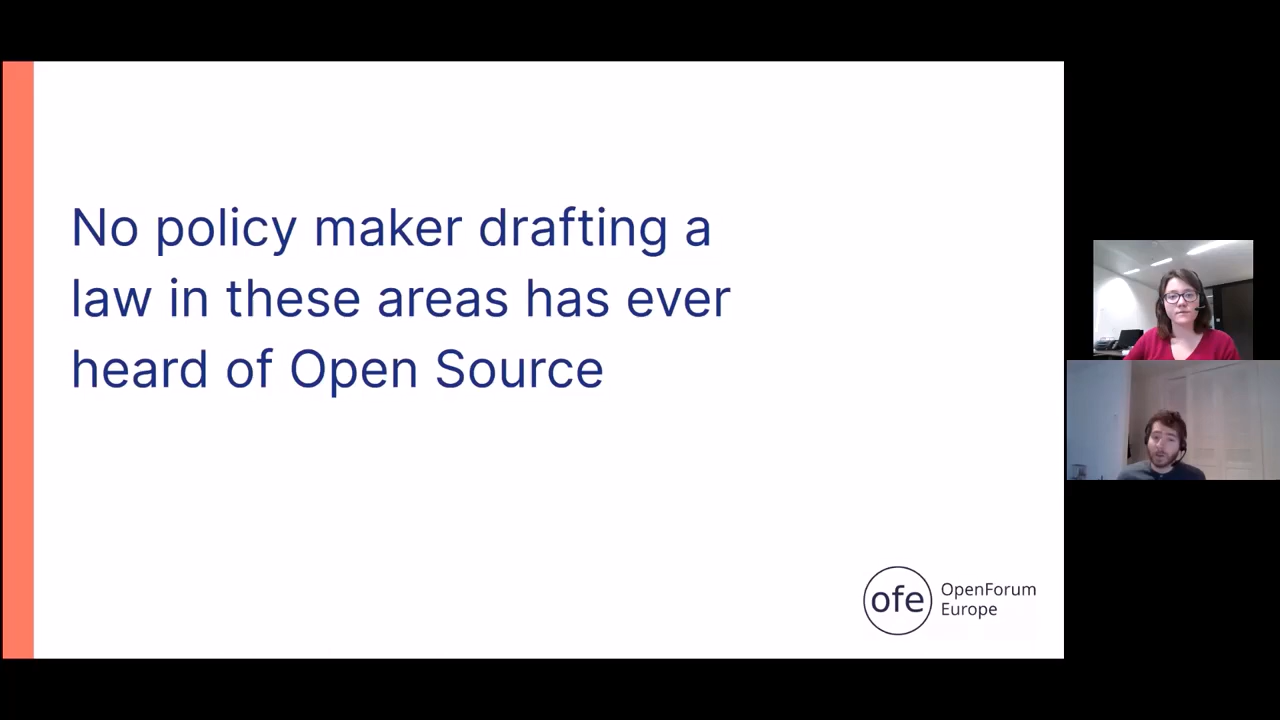 No policy maker drafting a
law in these areas has ever
heard of Open Source
ofe
OpenForum
Europe